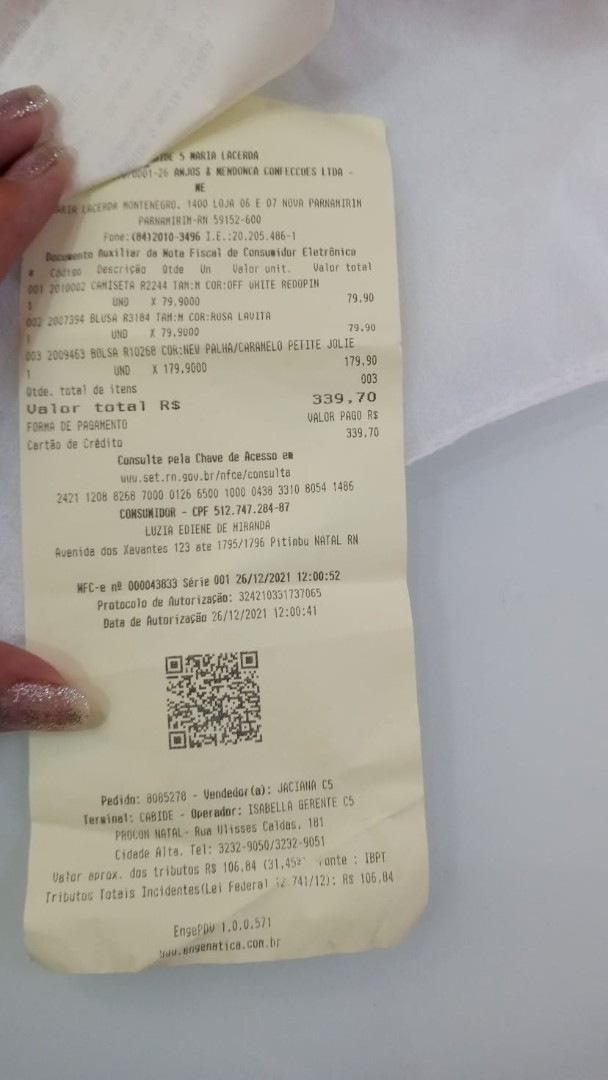 5 MARIA LACERDA
0001-26 ANJOS & MENDONCA CONFECCOES LTDA -
ME
LACERDA MONTENEGRO, 1400 LOJA 06 E 07 NOVA PARNAMIRIM
PARNAMIRIM-RN 59152-600
Fone:(84)2010-3496 I.E.:20.205.486-1
Documento Auxiliar da Nota Fiscal de Consumidor Eletrônica
# Código Descrição Qtde Un Valor unit. Valor total
001 2010002 CAMISETA R2244 TAM:M COR:OFF WHITE REDOPIN
1 UND X 79,9000 79,90
002 2007394 BLUSA R3184 TAM:M COR:ROSA LAVITA
1 UND X 79,9000 79,90
003 2009463 BOLSA R10268 COR:NEW PALHA/CARAMELO PETITE JOLIE
1 UND X 179,9000 179,90
Qtde. total de itens 003
Valor total R$ 339,70
FORMA DE PAGAMENTO VALOR PAGO R$
Cartão de Crédito 339,70
Consulte pela Chave de Acesso em
www.set.rn.gov.br/nfce/consulta
2421 1208 8268 7000 0126 6500 1000 0438 3310 8054 1486
CONSUMIDOR - CPF 512.747.284-87
LUZIA EDIENE DE MIRANDA
Avenida dos Xavantes 123 ate 1795/1796 Pitimbu NATAL RN
NFC-e nº 000043833 Série 001 26/12/2021 12:00:52
Protocolo de Autorização: 324210331737065
Data de Autorização 26/12/2021 12:00:41
Pedido: 8085278 - Vendedor(a): JACIANA C5
Terminal: CABIDE - Operador: ISABELLA GERENTE C5
PROCON NATAL- Rua Ulisses Caldas, 181
Cidade Alta. Tel: 3232-9050/3232-9051
Valor aprox. dos tributos R$ 106,84 (31,45% Fonte : IBPT
Tributos Totais Incidentes(Lei Federal 12.741/12): R$ 106,84
EngePDV 1.0.0.571
www.engenatica.com.br